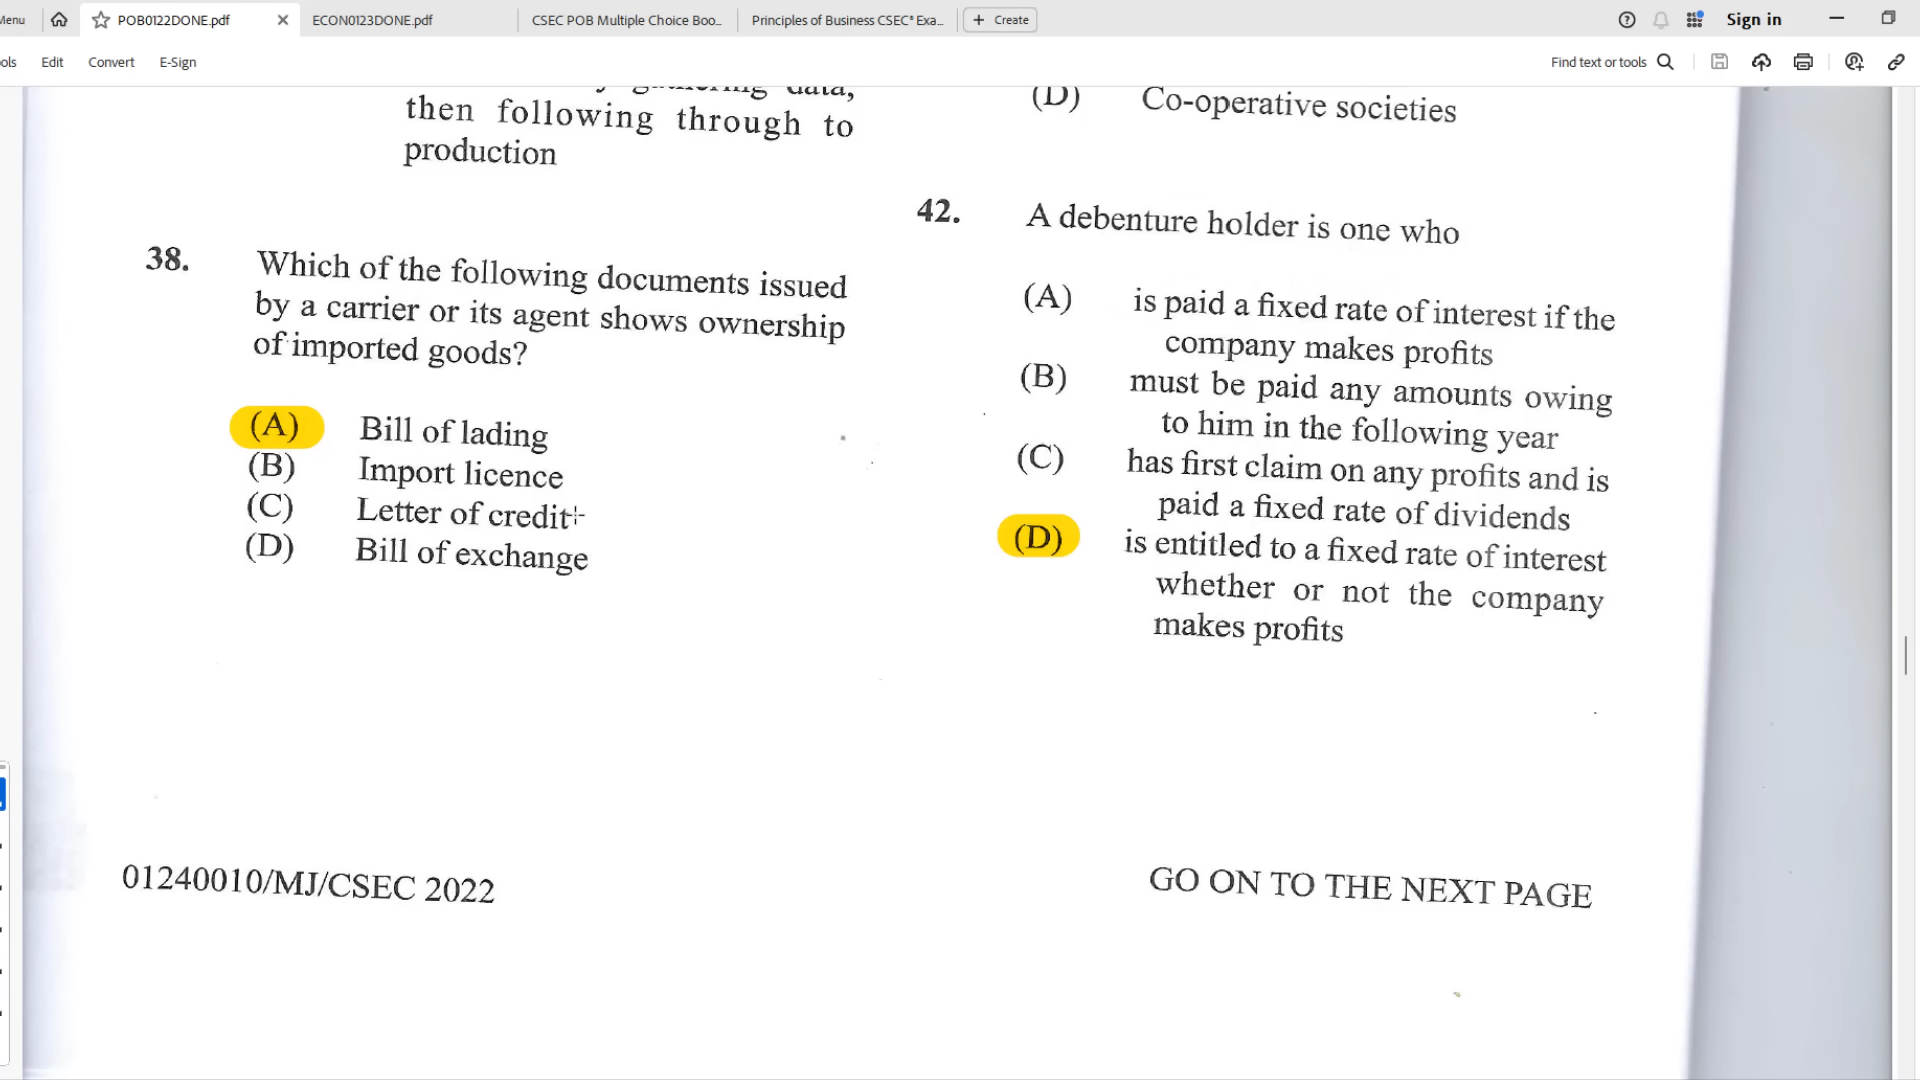 Menu
POB0122DONE.pdf
ECON0123DONE.pdf
CSEC POB Multiple Choice Boo...
Principles of Business CSEC® Exa...
+ Create
Sign in
ols
Edit
Convert
E-Sign
Find text or tools
gathering data,
then following through to
production
38. Which of the following documents issued
by a carrier or its agent shows ownership
of imported goods?
(A) Bill of lading
(B) Import licence
(C) Letter of credit
(D) Bill of exchange
(D) Co-operative societies
42. A debenture holder is one who
(A) is paid a fixed rate of interest if the
company makes profits
(B) must be paid any amounts owing
to him in the following year
(C) has first claim on any profits and is
paid a fixed rate of dividends
(D) is entitled to a fixed rate of interest
whether or not the company
makes profits
01240010/MJ/CSEC 2022
GO ON TO THE NEXT PAGE